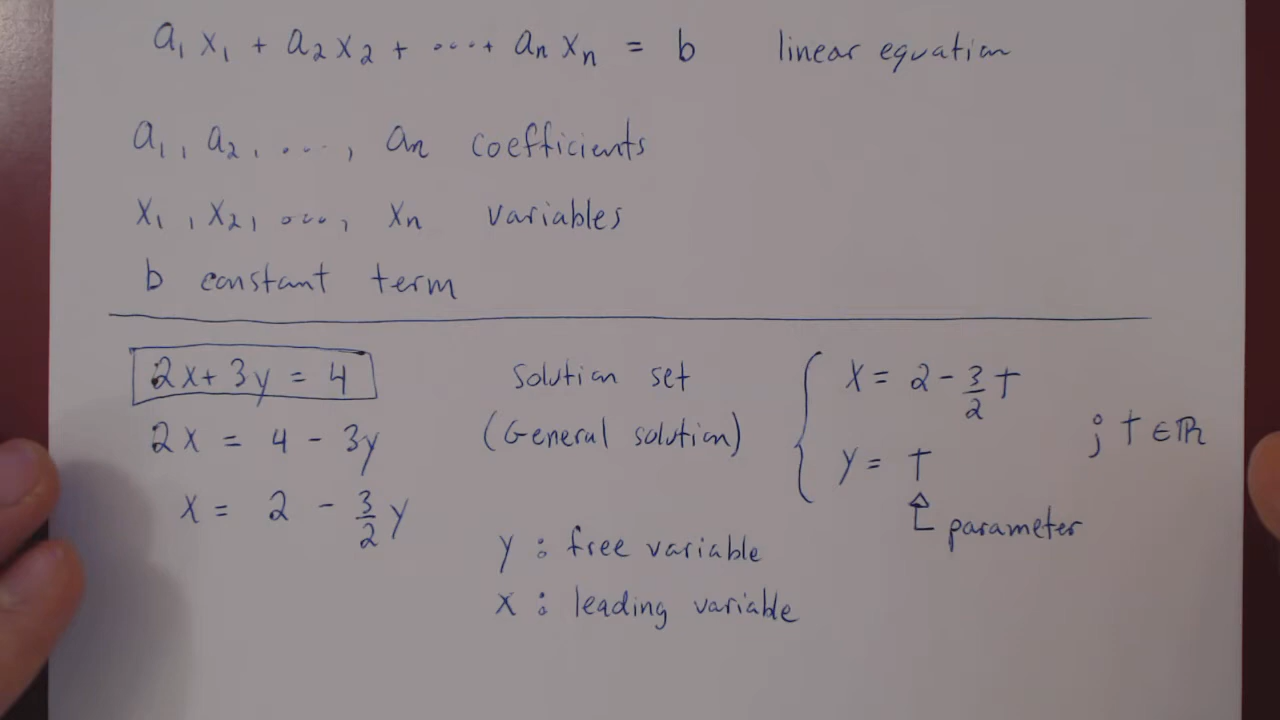 a₁x₁ + a₂x₂ + ····+ aₙxₙ = b linear equation
a₁, a₂, ····, aₙ coefficients
x₁, x₂, ····, xₙ variables
b constant term
2x+ 3y = 4
2x = 4 - 3y
x = 2 - 3/2 y
Solution set
(General solution)
{ x = 2 - 3/2 t
y = t
; t ∈ ℝ
parameter
y : free variable
x : leading variable